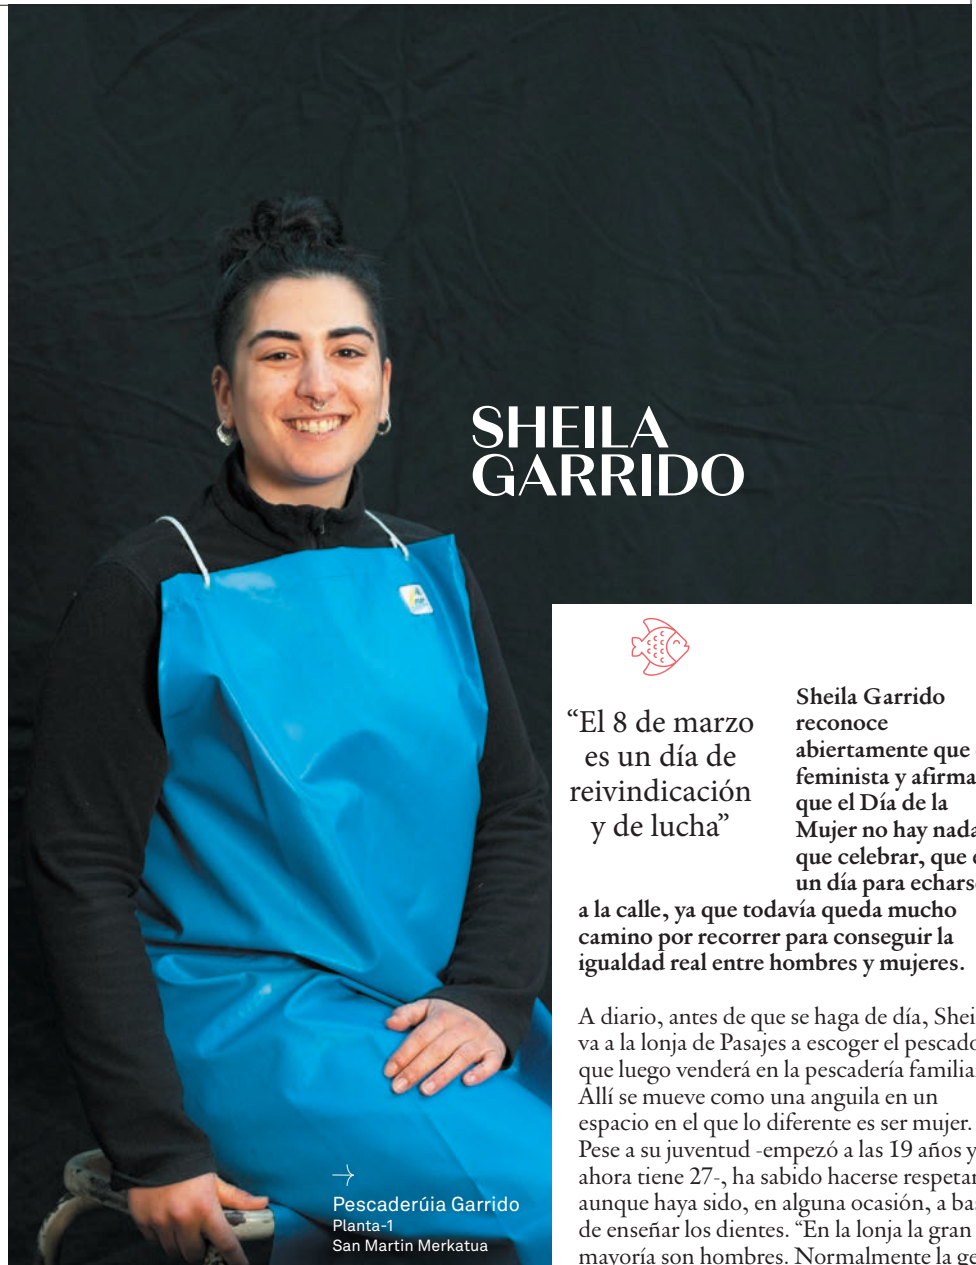 SHEILA
GARRIDO
“El 8 de marzo
es un día de
reivindicación
y de lucha”
Sheila Garrido
reconoce
abiertamente que
feminista y afirma
que el Día de la
Mujer no hay nada
que celebrar, que
un día para echars
a la calle, ya que todavía queda mucho
camino por recorrer para conseguir la
igualdad real entre hombres y mujeres.
A diario, antes de que se haga de día, Shei
va a la lonja de Pasajes a escoger el pescado
que luego venderá en la pescadería familia
Allí se mueve como una anguila en un
espacio en el que lo diferente es ser mujer.
Pese a su juventud -empezó a las 19 años y
ahora tiene 27-, ha sabido hacerse respetar
aunque haya sido, en alguna ocasión, a ba
de enseñar los dientes. “En la lonja la gran
mayoría son hombres. Normalmente la ge
Pescaderúia Garrido
Planta-1
San Martin Merkatua